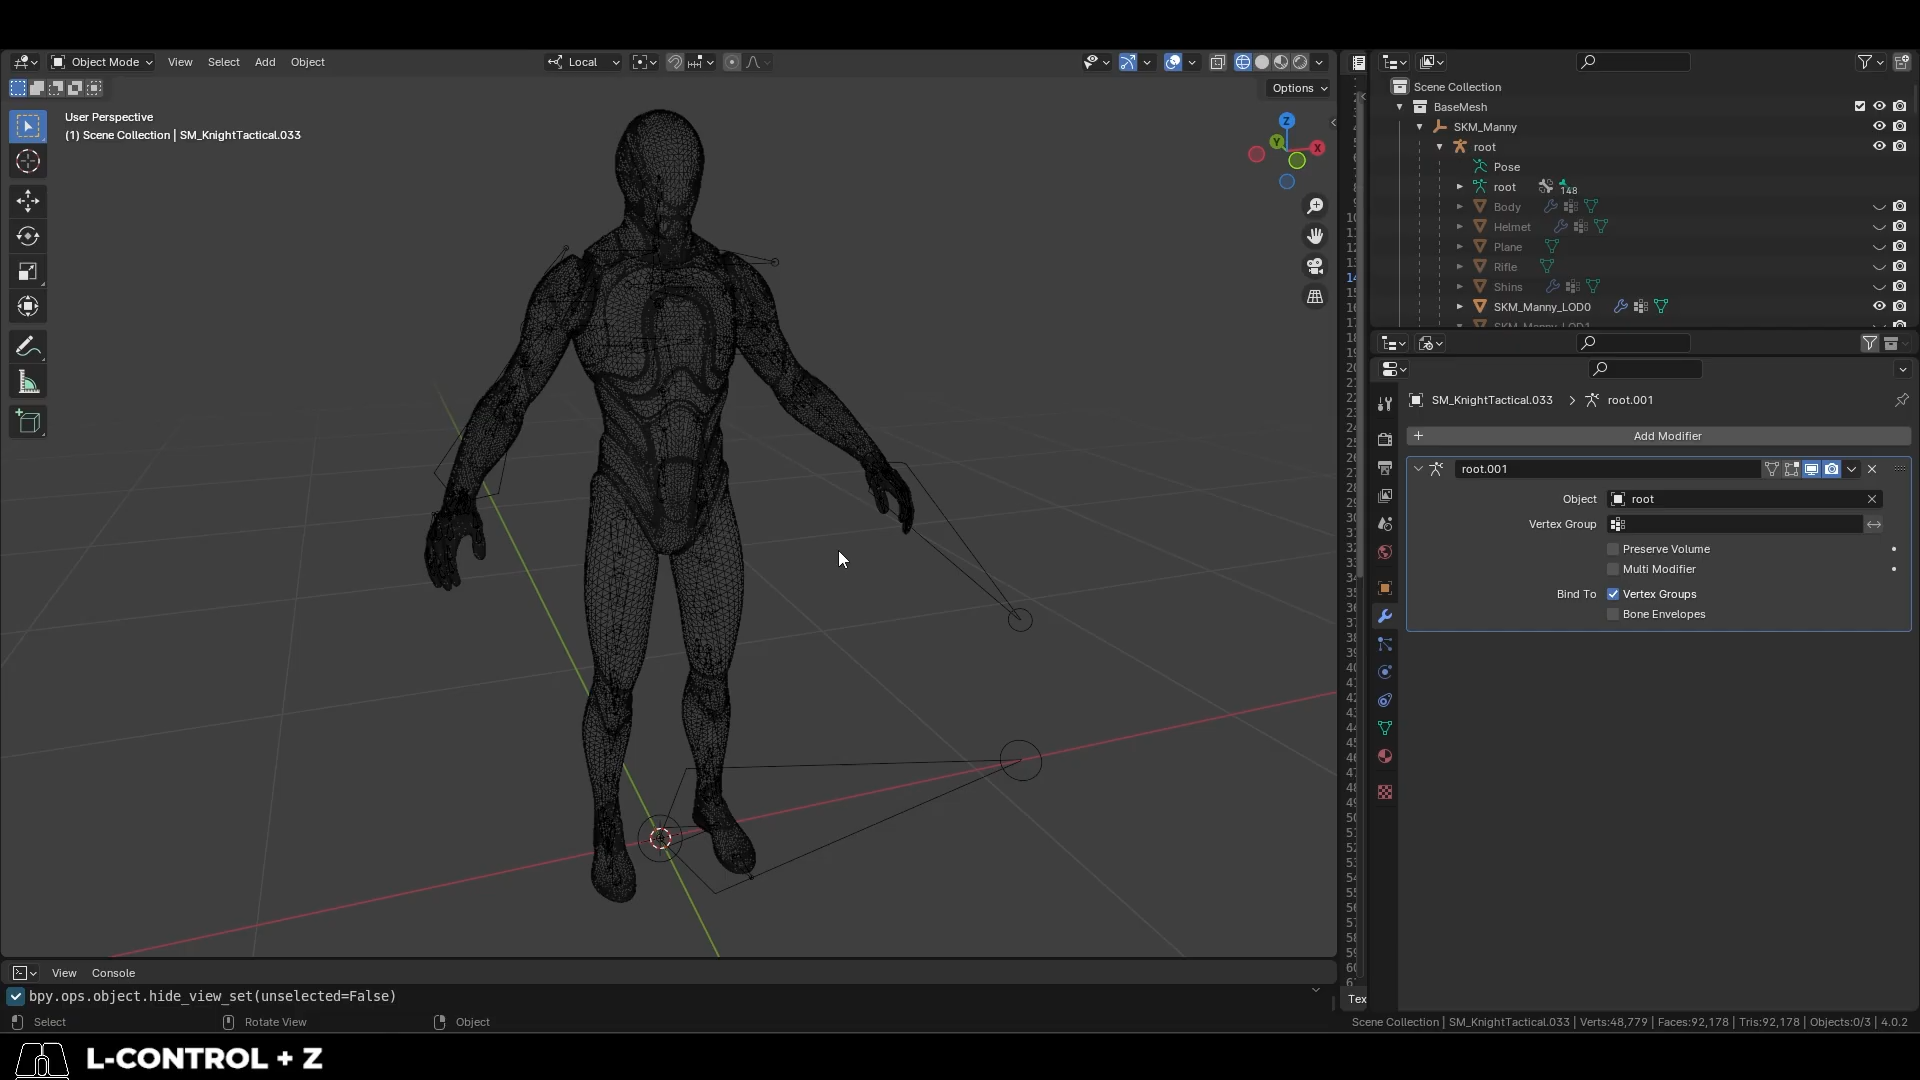 Object Mode View Select Add Object Local
Options
User Perspective
(1) Scene Collection | SM_KnightTactical.033
Z
Y
X
Scene Collection
BaseMesh
SKM_Manny
root
Pose
root 148
Body
Helmet
Plane
Rifle
Shins
SKM_Manny_LOD0
SKM_Manny_LOD1
SM_KnightTactical.033 > root.001
+ Add Modifier
root.001
Object root
Vertex Group
Preserve Volume
Multi Modifier
Bind To Vertex Groups
Bone Envelopes
View Console
bpy.ops.object.hide_view_set(unselected=False)
Tex
Select Rotate View Object
Scene Collection | SM_KnightTactical.033 | Verts:48,779 | Faces:92,178 | Tris:92,178 | Objects:0/3 | 4.0.2
L-CONTROL + Z